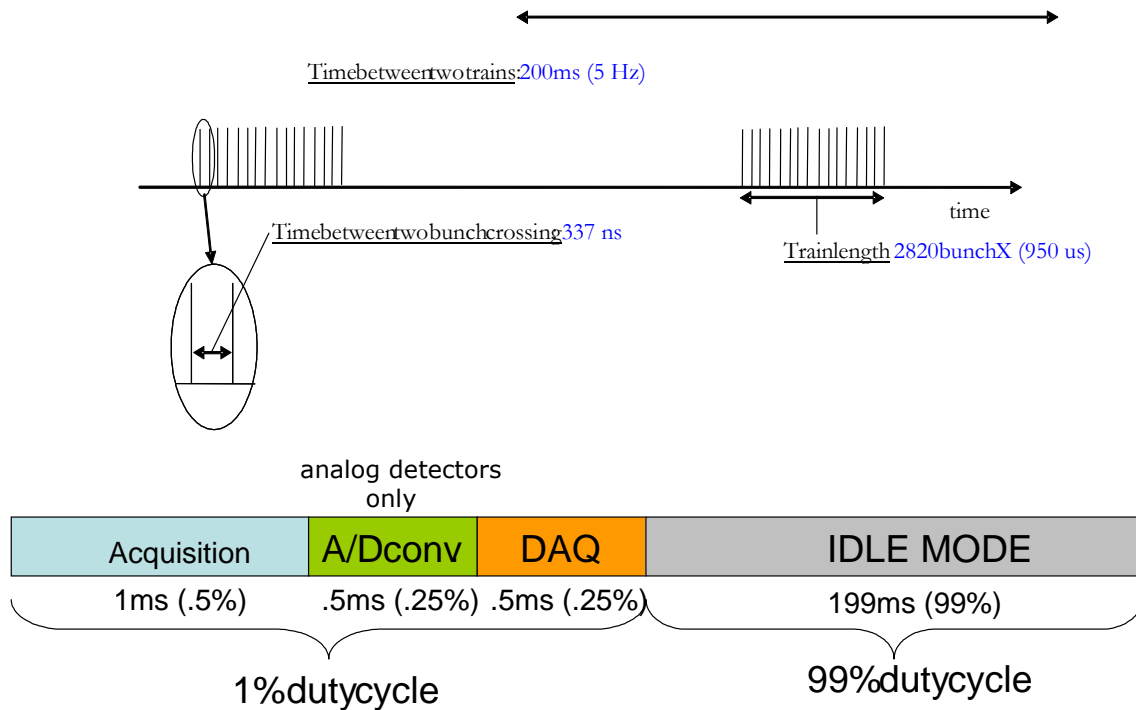 Timebetweentwotrains:200ms (5 Hz)
time
Timebetweentwobunchcrossing337 ns
Trainlength 2820bunchX (950 us)
analog detectors
only
Acquisition
A/Dconv
DAQ
IDLE MODE
1ms (.5%)
.5ms (.25%)
.5ms (.25%)
199ms (99%)
1%dutycycle
99%dutycycle